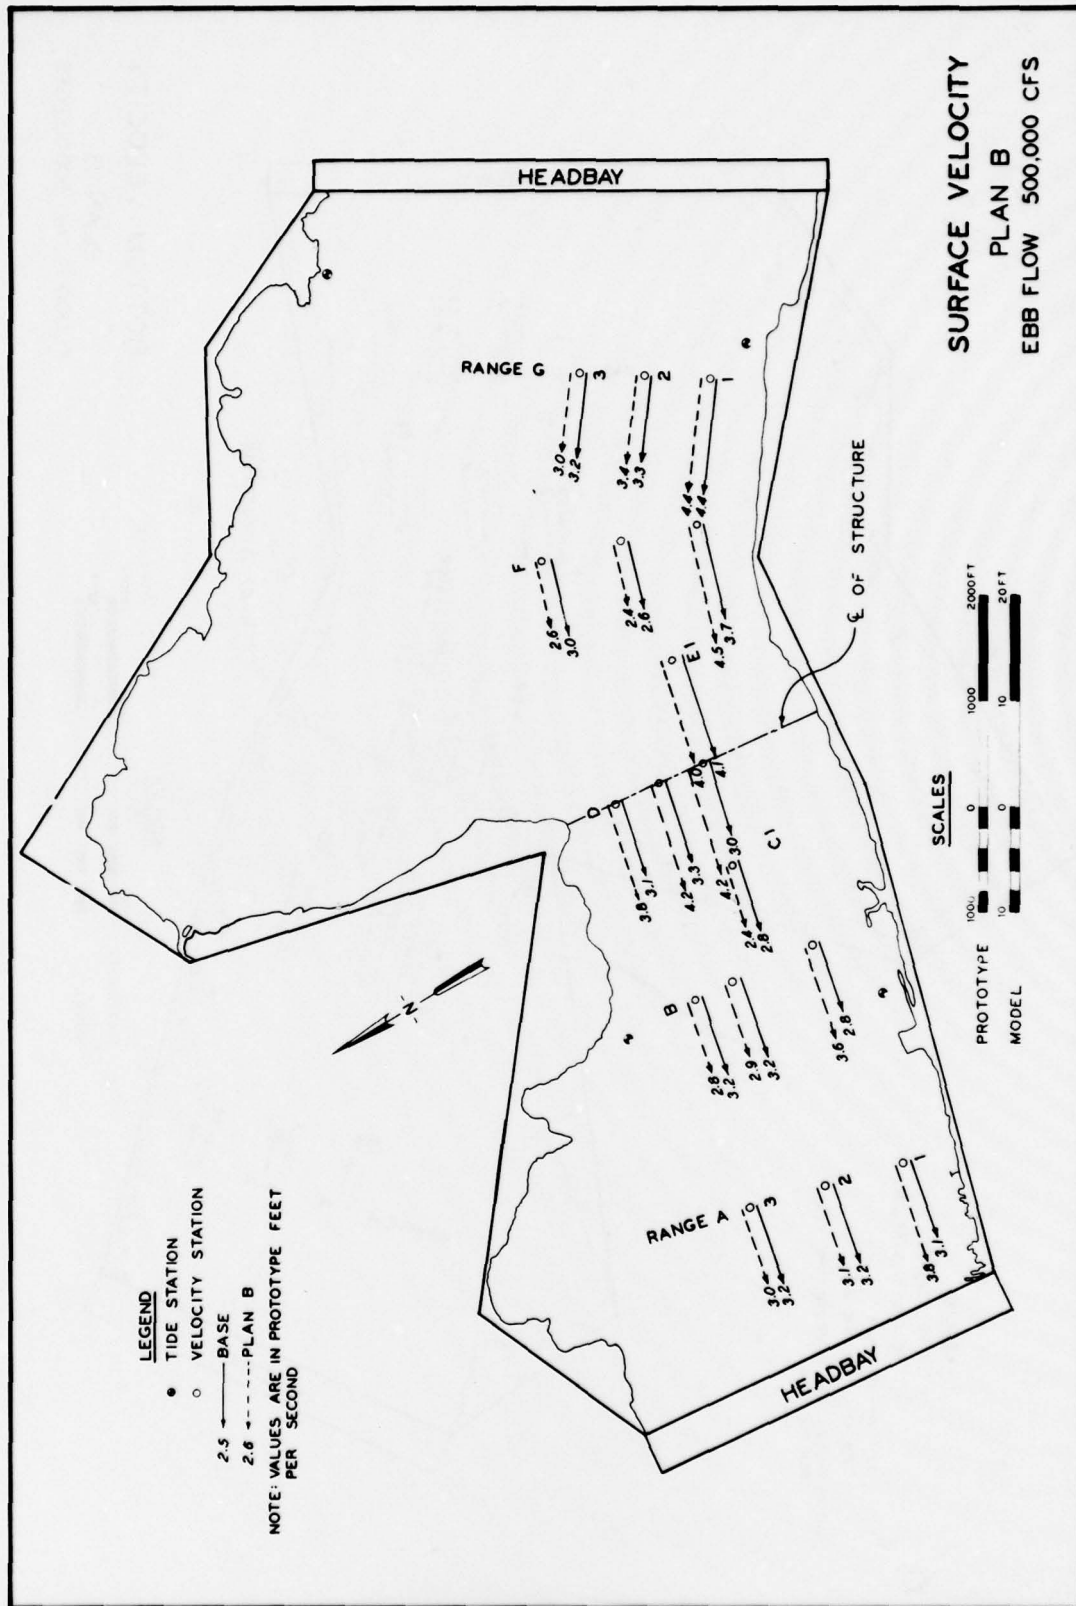 LEGEND
TIDE STATION
VELOCITY STATION
2.5 BASE
2.6 PLAN B
NOTE: VALUES ARE IN PROTOTYPE FEET
PER SECOND
HEADBAY
RANGE G
3
3.0
3.2
2
3.4
3.3
1
4.4
4.4
F
2.6
3.0
2.4
2.6
4.5
3.7
E1
4.0
4.1
D
3.8
3.1
4.2
3.3
4.2
3.0
C1
2.4
2.8
N
B
2.8
3.2
2.9
3.2
3.6
2.8
RANGE A
3
3.0
3.2
2
3.1
3.2
1
3.8
3.1
HEADBAY
℄ OF STRUCTURE
SCALES
PROTOTYPE 1000 0 1000 2000FT
MODEL 10 0 10 20FT
SURFACE VELOCITY
PLAN B
EBB FLOW 500,000 CFS